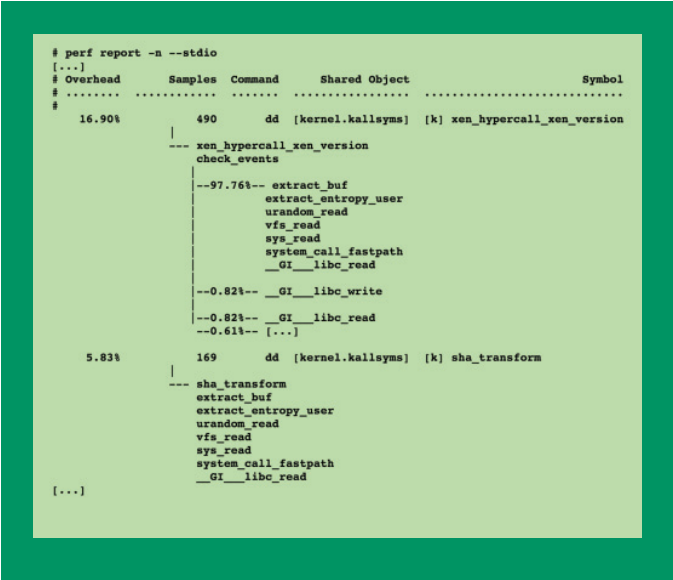 # perf report -n --stdio
[...]
# Overhead       Samples  Command      Shared Object                         Symbol
# ........  ............  .......  .................  .............................
#
    16.90%           490       dd  [kernel.kallsyms]  [k] xen_hypercall_xen_version
                 |
                 --- xen_hypercall_xen_version
                     check_events
                    |
                    |--97.76%-- extract_buf
                    |          extract_entropy_user
                    |          urandom_read
                    |          vfs_read
                    |          sys_read
                    |          system_call_fastpath
                    |          __GI___libc_read
                    |
                    |--0.82%-- __GI___libc_write
                    |
                    |--0.82%-- __GI___libc_read
                     --0.61%-- [...]

     5.83%           169       dd  [kernel.kallsyms]  [k] sha_transform
                 |
                 --- sha_transform
                     extract_buf
                     extract_entropy_user
                     urandom_read
                     vfs_read
                     sys_read
                     system_call_fastpath
                     __GI___libc_read
[...]